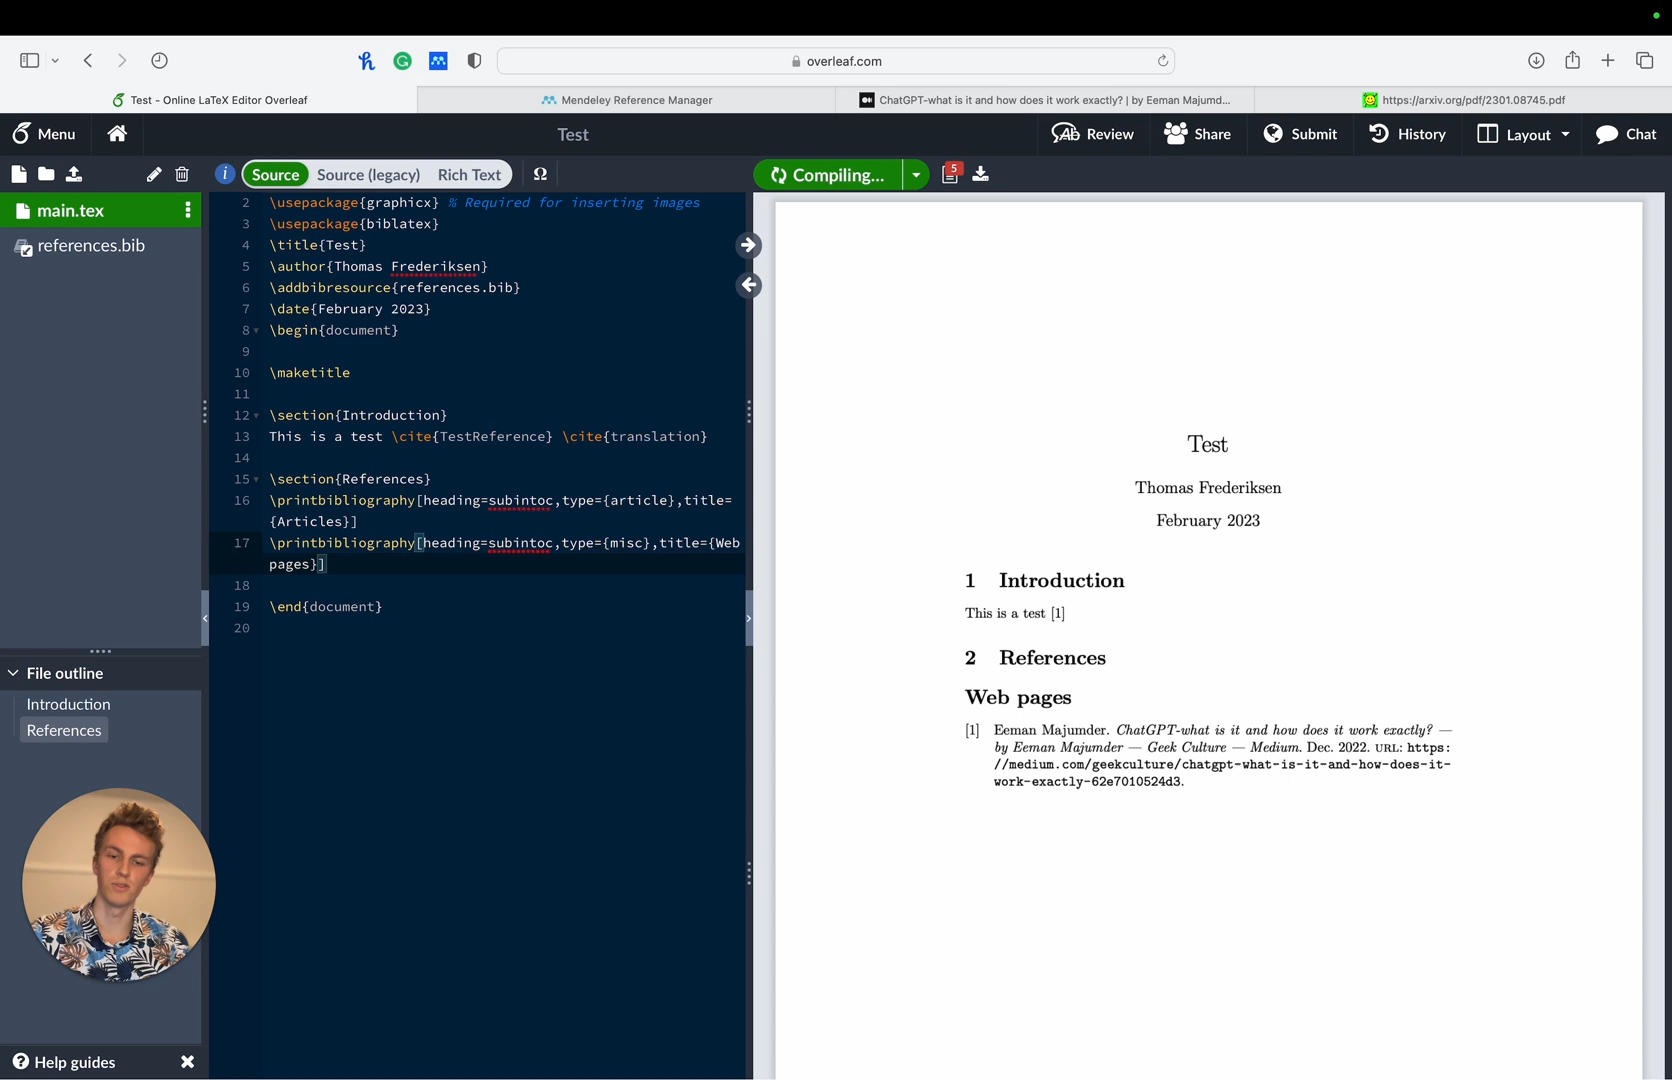 overleaf.com
Test - Online LaTeX Editor Overleaf
Mendeley Reference Manager
ChatGPT-what is it and how does it work exactly? | by Eeman Majumd...
https://arxiv.org/pdf/2301.08745.pdf
Menu
Test
Review
Share
Submit
History
Layout
Chat
Source
Source (legacy)
Rich Text
Ω
Compiling...
5
main.tex
references.bib
2 \usepackage{graphicx} % Required for inserting images
3 \usepackage{biblatex}
4 \title{Test}
5 \author{Thomas Frederiksen}
6 \addbibresource{references.bib}
7 \date{February 2023}
8 \begin{document}
9
10 \maketitle
11
12 \section{Introduction}
13 This is a test \cite{TestReference} \cite{translation}
14
15 \section{References}
16 \printbibliography[heading=subintoc,type={article},title=
{Articles}]
17 \printbibliography[heading=subintoc,type={misc},title={Web
pages}]
18
19 \end{document}
20
File outline
Introduction
References
Help guides
Test
Thomas Frederiksen
February 2023
1 Introduction
This is a test [1]
2 References
Web pages
[1] Eeman Majumder. ChatGPT-what is it and how does it work exactly? —
by Eeman Majumder — Geek Culture — Medium. Dec. 2022. URL: https:
//medium.com/geekculture/chatgpt-what-is-it-and-how-does-it-
work-exactly-62e7010524d3.